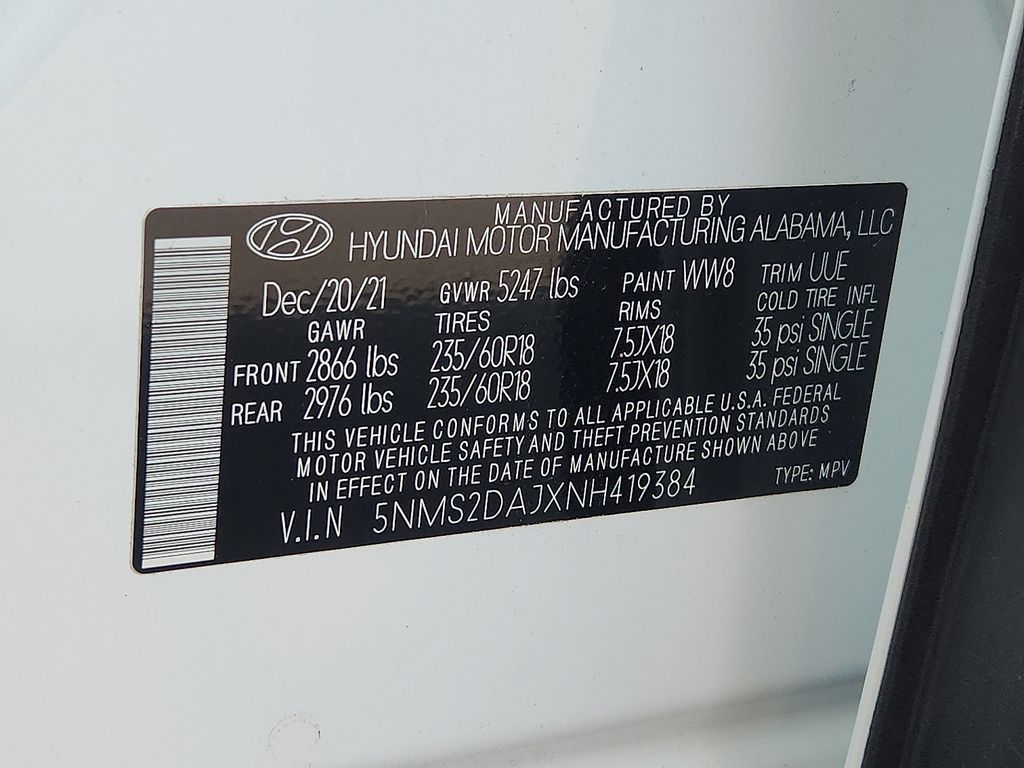 MANUFACTURED BY
HYUNDAI MOTOR MANUFACTURING ALABAMA, LLC
Dec/20/21 GVWR 5247 lbs PAINT WW8 TRIM UUE
GAWR TIRES RIMS COLD TIRE INFL
FRONT 2866 lbs 235/60R18 7.5JX18 35 psi SINGLE
REAR 2976 lbs 235/60R18 7.5JX18 35 psi SINGLE
THIS VEHICLE CONFORMS TO ALL APPLICABLE U.S.A. FEDERAL
MOTOR VEHICLE SAFETY AND THEFT PREVENTION STANDARDS
IN EFFECT ON THE DATE OF MANUFACTURE SHOWN ABOVE
V.I.N 5NMS2DAJXNH419384 TYPE: MPV